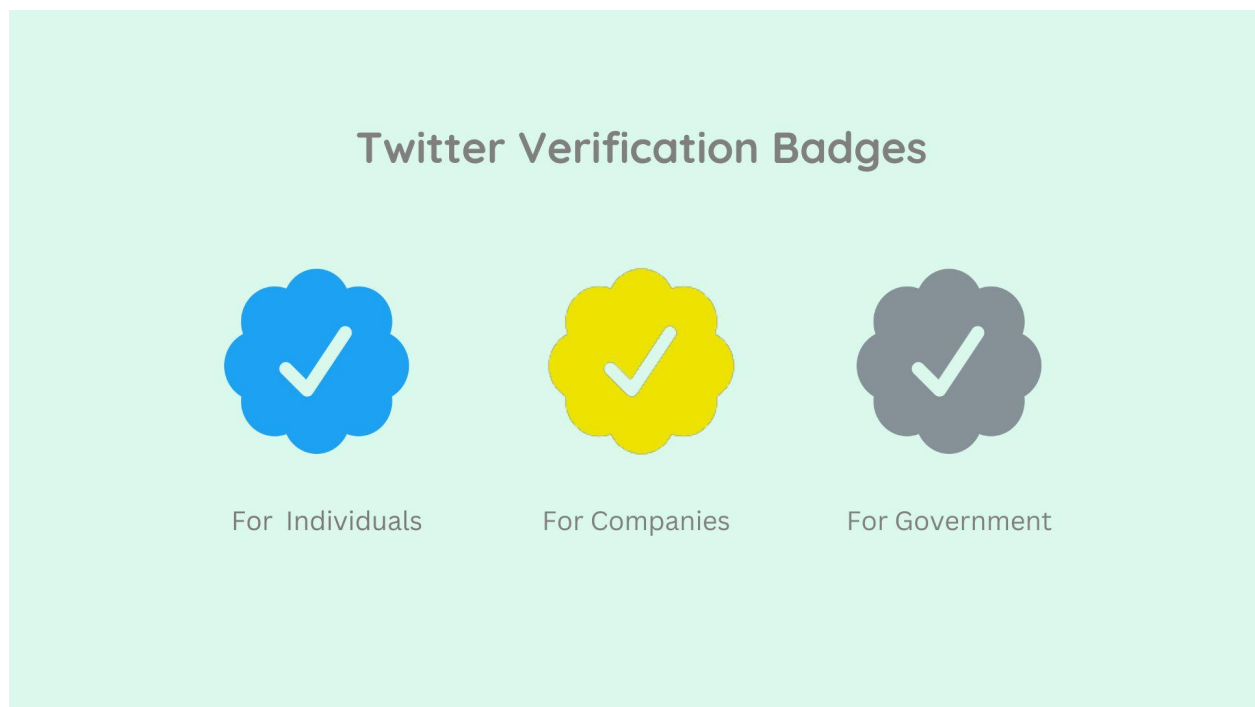 Twitter Verification Badges
For Individuals
For Companies
For Government